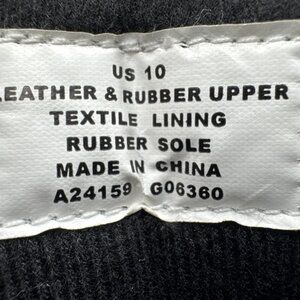 US 10
LEATHER & RUBBER UPPER
TEXTILE LINING
RUBBER SOLE
MADE IN CHINA
A24159 G06360